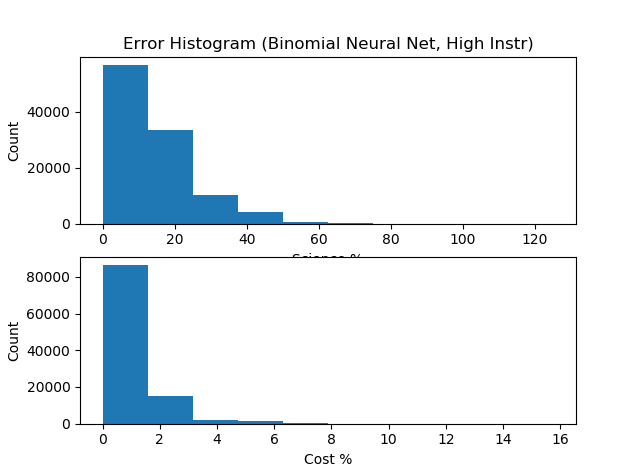 Error Histogram (Binomial Neural Net, High Instr)
Count
40000
20000
0
0 20 40 60 80 100 120
Science %
Count
80000
60000
40000
20000
0
0 2 4 6 8 10 12 14 16
Cost %